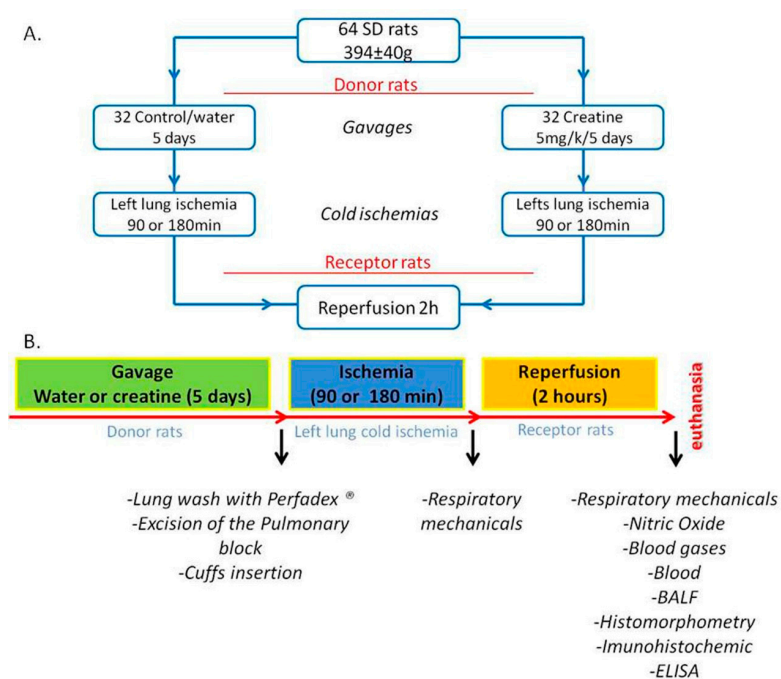 A.
64 SD rats
394±40g
Donor rats
32 Control/water
5 days
Gavages
32 Creatine
5mg/k/5 days
Left lung ischemia
90 or 180min
Cold ischemias
Lefts lung ischemia
90 or 180min
Receptor rats
Reperfusion 2h
B.
Gavage
Water or creatine (5 days)
Ischemia
(90 or 180 min)
Reperfusion
(2 hours)
euthanasia
Donor rats
Left lung cold ischemia
Receptor rats
-Lung wash with Perfadex ®
-Excision of the Pulmonary
block
-Cuffs insertion
-Respiratory
mechanicals
-Respiratory mechanicals
-Nitric Oxide
-Blood gases
-Blood
-BALF
-Histomorphometry
-Imunohistochemic
-ELISA